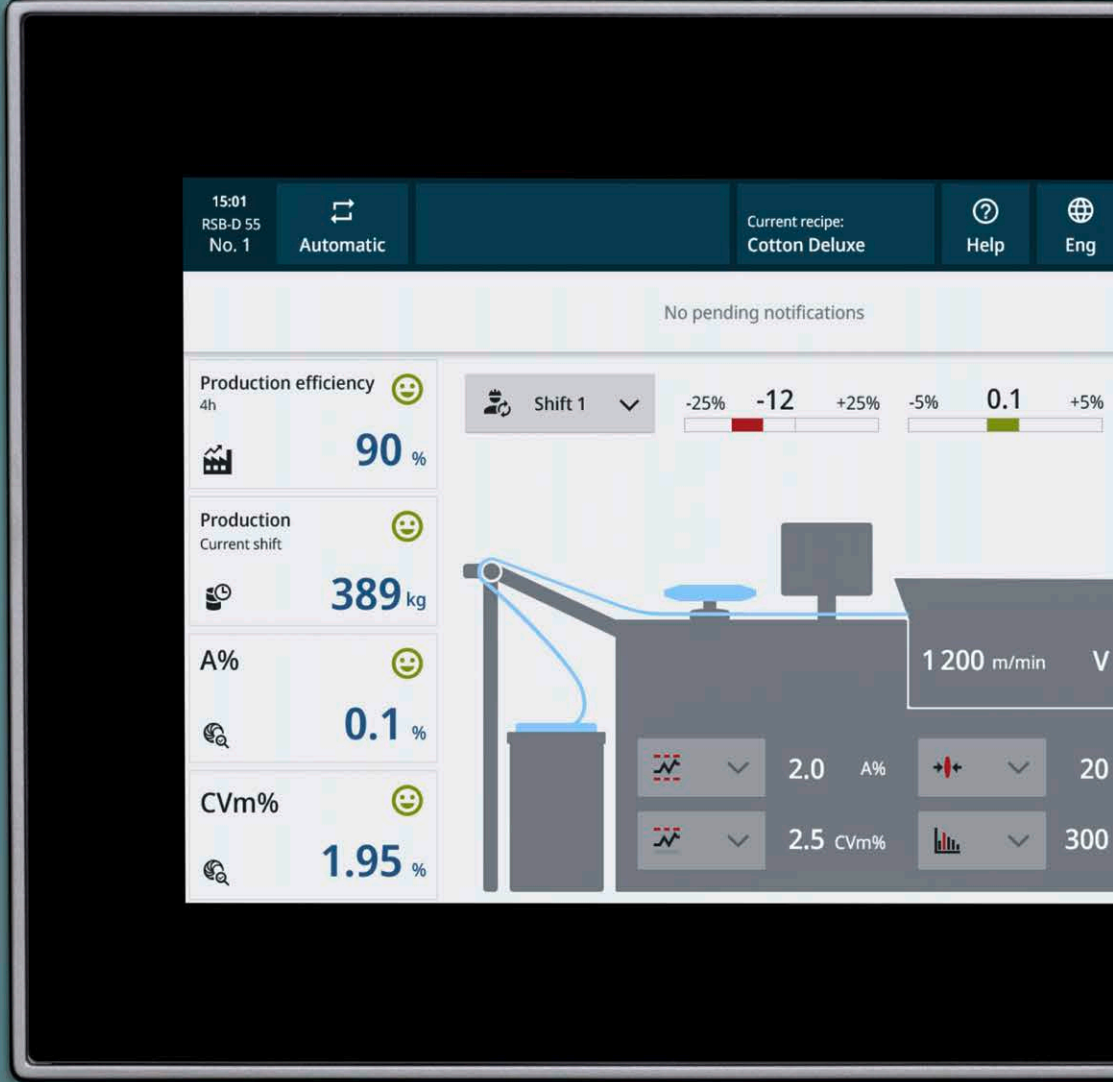 15:01
RSB-D 55
No. 1
Automatic
Current recipe:
Cotton Deluxe
Help
Eng
No pending notifications
Production efficiency
4h
90 %
Production
Current shift
389 kg
A%
0.1 %
CVm%
1.95 %
Shift 1
-25% -12 +25%
-5% 0.1 +5%
1 200 m/min V
2.0 A%
20
2.5 CVm%
300